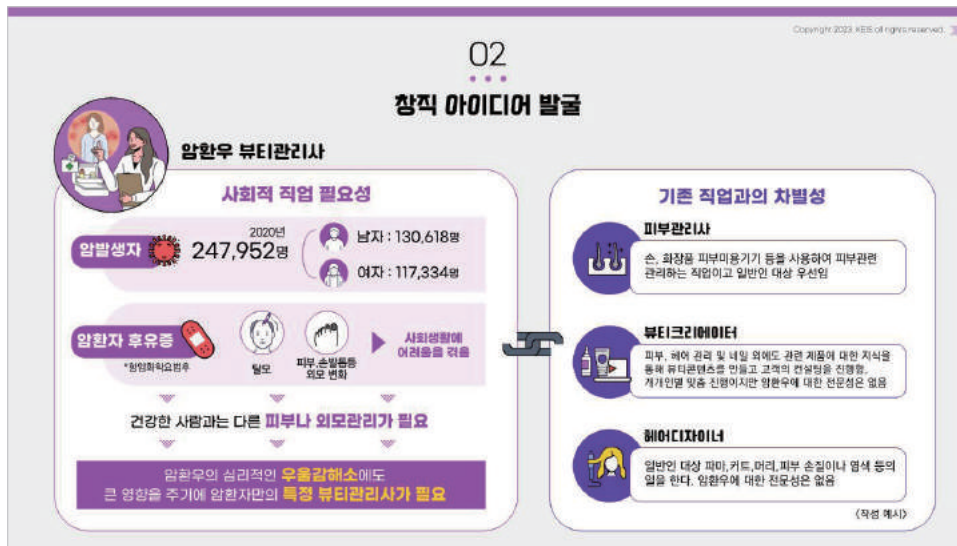 Copyright 2023. KEIS all rights reserved.
02
창직 아이디어 발굴
암환우 뷰티관리사
사회적 직업 필요성
암발생자
2020년
247,952명
남자 : 130,618명
여자 : 117,334명
암환자 후유증
*항암화학요법후
탈모
피부,손발톱등
외모 변화
사회생활에
어려움을 겪음
건강한 사람과는 다른 피부나 외모관리가 필요
암환우의 심리적인 우울감해소에도
큰 영향을 주기에 암환자만의 특정 뷰티관리사가 필요
기존 직업과의 차별성
피부관리사
손, 화장품 피부미용기기 등을 사용하여 피부관련
관리하는 직업이고 일반인 대상 우선임
뷰티크리에이터
피부, 헤어 관리 및 네일 외에도 관련 제품에 대한 지식을
통해 뷰티콘텐츠를 만들고 고객의 컨설팅을 진행함.
개개인별 맞춤 진행이지만 암환우에 대한 전문성은 없음
헤어디자이너
일반인 대상 파마,커트,머리,피부 손질이나 염색 등의
일을 한다. 암환우에 대한 전문성은 없음
〈작성 예시〉